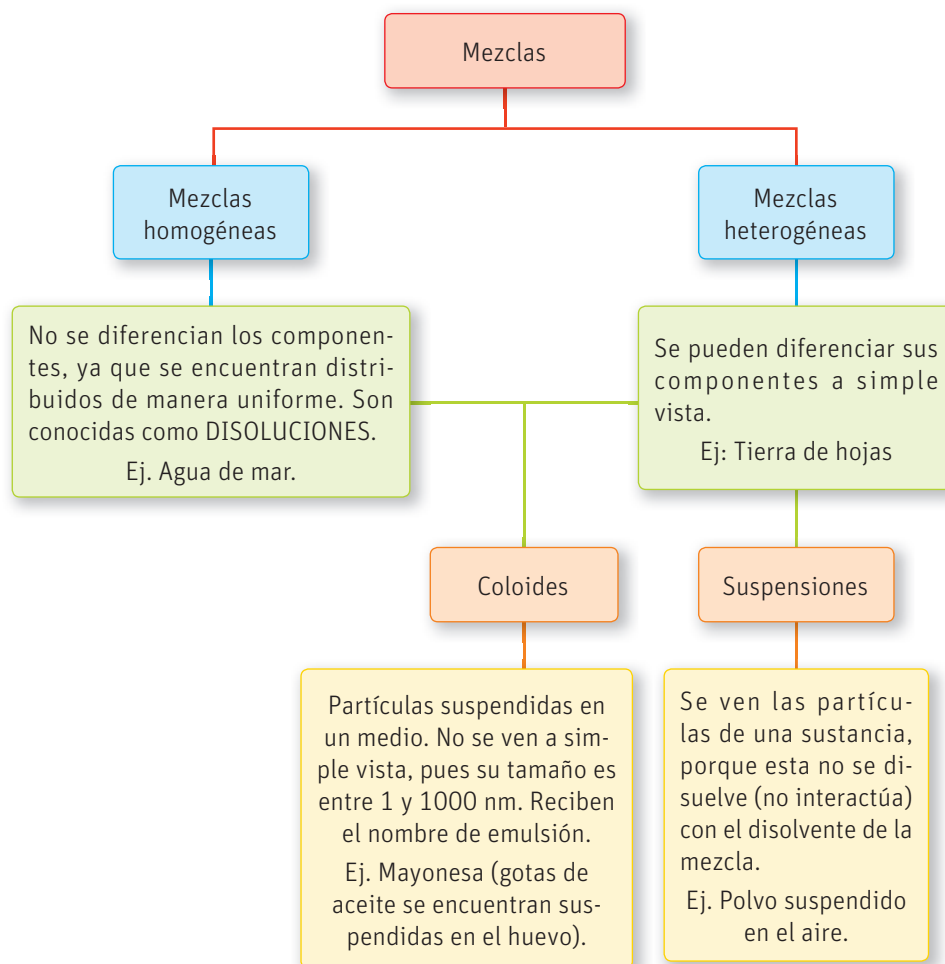 Mezclas
Mezclas
homogéneas
Mezclas
heterogéneas
No se diferencian los componen-
tes, ya que se encuentran distri-
buidos de manera uniforme. Son
conocidas como DISOLUCIONES.
Ej. Agua de mar.
Se pueden diferenciar sus
componentes a simple
vista.
Ej: Tierra de hojas
Coloides
Suspensiones
Partículas suspendidas en
un medio. No se ven a sim-
ple vista, pues su tamaño es
entre 1 y 1000 nm. Reciben
el nombre de emulsión.
Ej. Mayonesa (gotas de
aceite se encuentran sus-
pendidas en el huevo).
Se ven las partícu-
las de una sustancia,
porque esta no se di-
suelve (no interactúa)
con el disolvente de la
mezcla.
Ej. Polvo suspendido
en el aire.